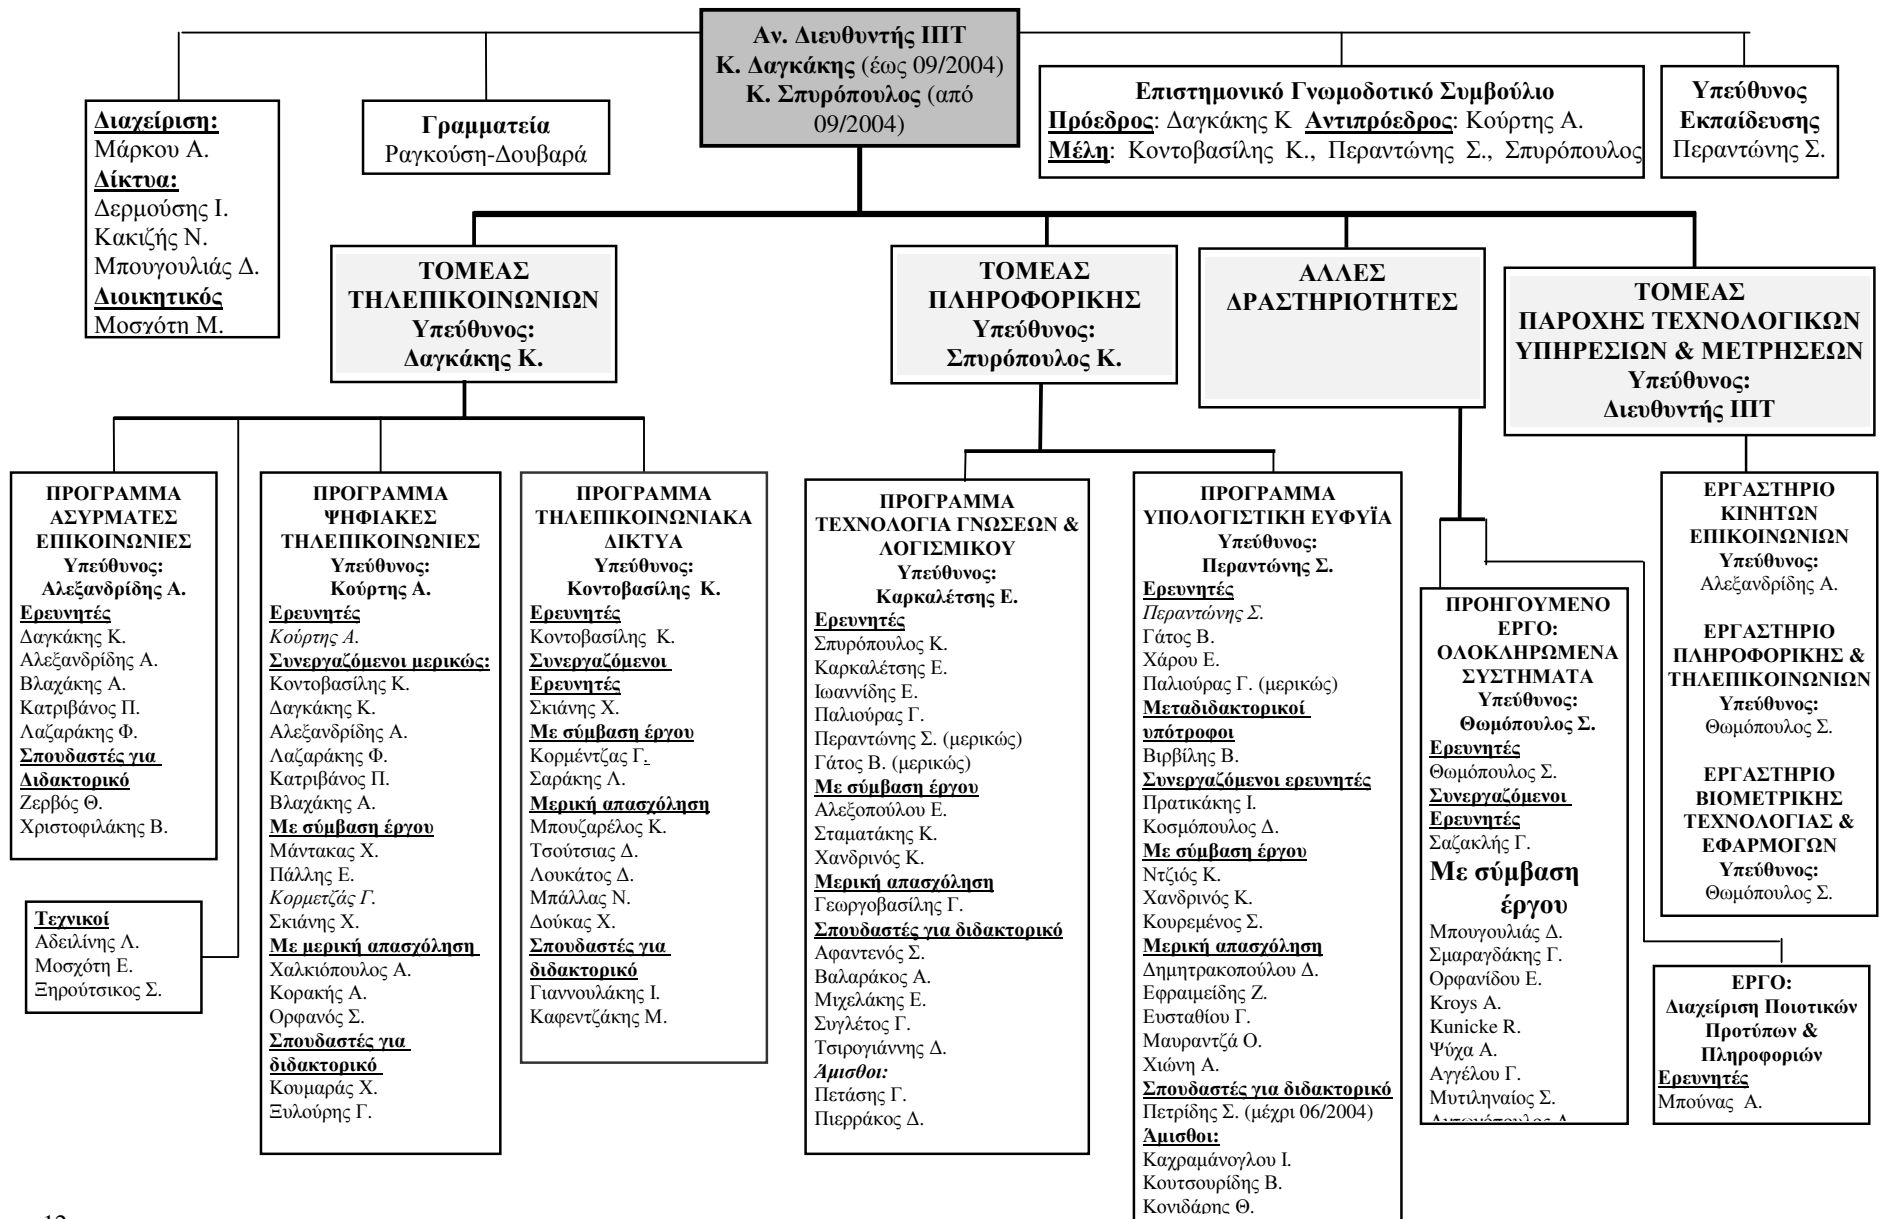 Αν. Διευθυντής ΙΠΤ
Κ. Δαγκάκης (έως 09/2004)
Κ. Σπυρόπουλος (από
09/2004)
Διαχείριση:
Μάρκου Α.
Δίκτυα:
Δερμούσης Ι.
Κακιζής Ν.
Μπουγουλιάς Δ.
Διοικητικός
Μοσχότη Μ.
Γραμματεία
Ραγκούση-Δουβαρά
Επιστημονικό Γνωμοδοτικό Συμβούλιο
Πρόεδρος: Δαγκάκης Κ Αντιπρόεδρος: Κούρτης Α.
Μέλη: Κοντοβασίλης Κ., Περαντώνης Σ., Σπυρόπουλος
Υπεύθυνος
Εκπαίδευσης
Περαντώνης Σ.
ΤΟΜΕΑΣ
ΤΗΛΕΠΙΚΟΙΝΩΝΙΩΝ
Υπεύθυνος:
Δαγκάκης Κ.
ΤΟΜΕΑΣ
ΠΛΗΡΟΦΟΡΙΚΗΣ
Υπεύθυνος:
Σπυρόπουλος Κ.
ΑΛΛΕΣ
ΔΡΑΣΤΗΡΙΟΤΗΤΕΣ
ΤΟΜΕΑΣ
ΠΑΡΟΧΗΣ ΤΕΧΝΟΛΟΓΙΚΩΝ
ΥΠΗΡΕΣΙΩΝ & ΜΕΤΡΗΣΕΩΝ
Υπεύθυνος:
Διευθυντής ΙΠΤ
ΠΡΟΓΡΑΜΜΑ
ΑΣΥΡΜΑΤΕΣ
ΕΠΙΚΟΙΝΩΝΙΕΣ
Υπεύθυνος:
Αλεξανδρίδης Α.
Ερευνητές
Δαγκάκης Κ.
Αλεξανδρίδης Α.
Βλαχάκης Α.
Κατριβάνος Π.
Λαζαράκης Φ.
Σπουδαστές για
Διδακτορικό
Ζερβός Θ.
Χριστοφιλάκης Β.
Τεχνικοί
Αδειλίνης Λ.
Μοσχότη Ε.
Ξηρούτσικος Σ.
ΠΡΟΓΡΑΜΜΑ
ΨΗΦΙΑΚΕΣ
ΤΗΛΕΠΙΚΟΙΝΩΝΙΕΣ
Υπεύθυνος:
Κούρτης Α.
Ερευνητές
Κούρτης Α.
Συνεργαζόμενοι μερικώς:
Κοντοβασίλης Κ.
Δαγκάκης Κ.
Αλεξανδρίδης Α.
Λαζαράκης Φ.
Κατριβάνος Π.
Βλαχάκης Α.
Με σύμβαση έργου
Μάντακας Χ.
Πάλλης Ε.
Κορμετζάς Γ.
Σκιάνης Χ.
Με μερική απασχόληση
Χαλκιόπουλος Α.
Κορακής Α.
Ορφανός Σ.
Σπουδαστές για
διδακτορικό
Κουμαράς Χ.
Ξυλούρης Γ.
ΠΡΟΓΡΑΜΜΑ
ΤΗΛΕΠΙΚΟΙΝΩΝΙΑΚΑ
ΔΙΚΤΥΑ
Υπεύθυνος:
Κοντοβασίλης Κ.
Ερευνητές
Κοντοβασίλης Κ.
Συνεργαζόμενοι
Ερευνητές
Σκιάνης Χ.
Με σύμβαση έργου
Κορμέντζας Γ.
Σαράκης Λ.
Μερική απασχόληση
Μπουζαρέλος Κ.
Τσούτσιας Δ.
Λουκάτος Δ.
Μπάλλας Ν.
Δούκας Χ.
Σπουδαστές για
διδακτορικό
Γιαννουλάκης Ι.
Καφεντζάκης Μ.
ΠΡΟΓΡΑΜΜΑ
ΤΕΧΝΟΛΟΓΙΑ ΓΝΩΣΕΩΝ &
ΛΟΓΙΣΜΙΚΟΥ
Υπεύθυνος:
Καρκαλέτσης Ε.
Ερευνητές
Σπυρόπουλος Κ.
Καρκαλέτσης Ε.
Ιωαννίδης Ε.
Παλιούρας Γ.
Περαντώνης Σ. (μερικώς)
Γάτος Β. (μερικώς)
Με σύμβαση έργου
Αλεξοπούλου Ε.
Σταματάκης Κ.
Χανδρινός Κ.
Μερική απασχόληση
Γεωργοβασίλης Γ.
Σπουδαστές για διδακτορικό
Αφαντενός Σ.
Βαλαράκος Α.
Μιχελάκης Ε.
Συγλέτος Γ.
Τσιρογιάννης Δ.
Άμισθοι:
Πετάσης Γ.
Πιερράκος Δ.
ΠΡΟΓΡΑΜΜΑ
ΥΠΟΛΟΓΙΣΤΙΚΗ ΕΥΦΥΪΑ
Υπεύθυνος:
Περαντώνης Σ.
Ερευνητές
Περαντώνης Σ.
Γάτος Β.
Χάρου Ε.
Παλιούρας Γ. (μερικώς)
Μεταδιδακτορικοί
υπότροφοι
Βιρβίλης Β.
Συνεργαζόμενοι ερευνητές
Πρατικάκης Ι.
Κοσμόπουλος Δ.
Με σύμβαση έργου
Ντζιός Κ.
Χανδρινός Κ.
Κουρεμένος Σ.
Μερική απασχόληση
Δημητρακοπούλου Δ.
Εφραιμείδης Ζ.
Ευσταθίου Γ.
Μαυραντζά Ο.
Χιώνη Α.
Σπουδαστές για διδακτορικό
Πετρίδης Σ. (μέχρι 06/2004)
Άμισθοι:
Καχραμάνογλου Ι.
Κουτσουρίδης Β.
Κονιδάρης Θ.
ΠΡΟΗΓΟΥΜΕΝΟ
ΕΡΓΟ:
ΟΛΟΚΛΗΡΩΜΕΝΑ
ΣΥΣΤΗΜΑΤΑ
Υπεύθυνος:
Θωμόπουλος Σ.
Ερευνητές
Θωμόπουλος Σ.
Συνεργαζόμενοι
Ερευνητές
Σαζακλής Γ.
Με σύμβαση
έργου
Μπουγουλιάς Δ.
Σμαραγδάκης Γ.
Ορφανίδου Ε.
Kroys A.
Kunicke R.
Ψύχα Α.
Αγγέλου Γ.
Μυτιληναίος Σ.
ΕΡΓΑΣΤΗΡΙΟ
ΚΙΝΗΤΩΝ
ΕΠΙΚΟΙΝΩΝΙΩΝ
Υπεύθυνος:
Αλεξανδρίδης Α.
ΕΡΓΑΣΤΗΡΙΟ
ΠΛΗΡΟΦΟΡΙΚΗΣ &
ΤΗΛΕΠΙΚΟΙΝΩΝΙΩΝ
Υπεύθυνος:
Θωμόπουλος Σ.
ΕΡΓΑΣΤΗΡΙΟ
ΒΙΟΜΕΤΡΙΚΗΣ
ΤΕΧΝΟΛΟΓΙΑΣ &
ΕΦΑΡΜΟΓΩΝ
Υπεύθυνος:
Θωμόπουλος Σ.
ΕΡΓΟ:
Διαχείριση Ποιοτικών
Προτύπων &
Πληροφοριών
Ερευνητές
Μπούνας Α.